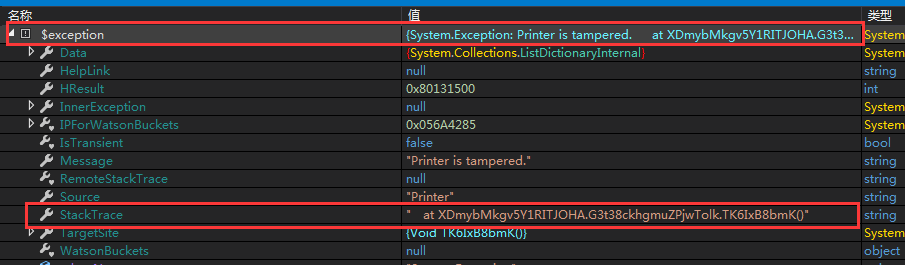 名称 值 类型
$exception {System.Exception: Printer is tampered. at XDmybMkgv5Y1RITJOHA.G3t3... System
Data {System.Collections.ListDictionaryInternal} System
HelpLink null string
HResult 0x80131500 int
InnerException null System
IPForWatsonBuckets 0x056A4285 System
IsTransient false bool
Message "Printer is tampered." string
RemoteStackTrace null string
Source "Printer" string
StackTrace " at XDmybMkgv5Y1RITJOHA.G3t38ckhgmuZPjwTolk.TK6IxB8bmK()" string
TargetSite {Void TK6IxB8bmK()} System
WatsonBuckets null object